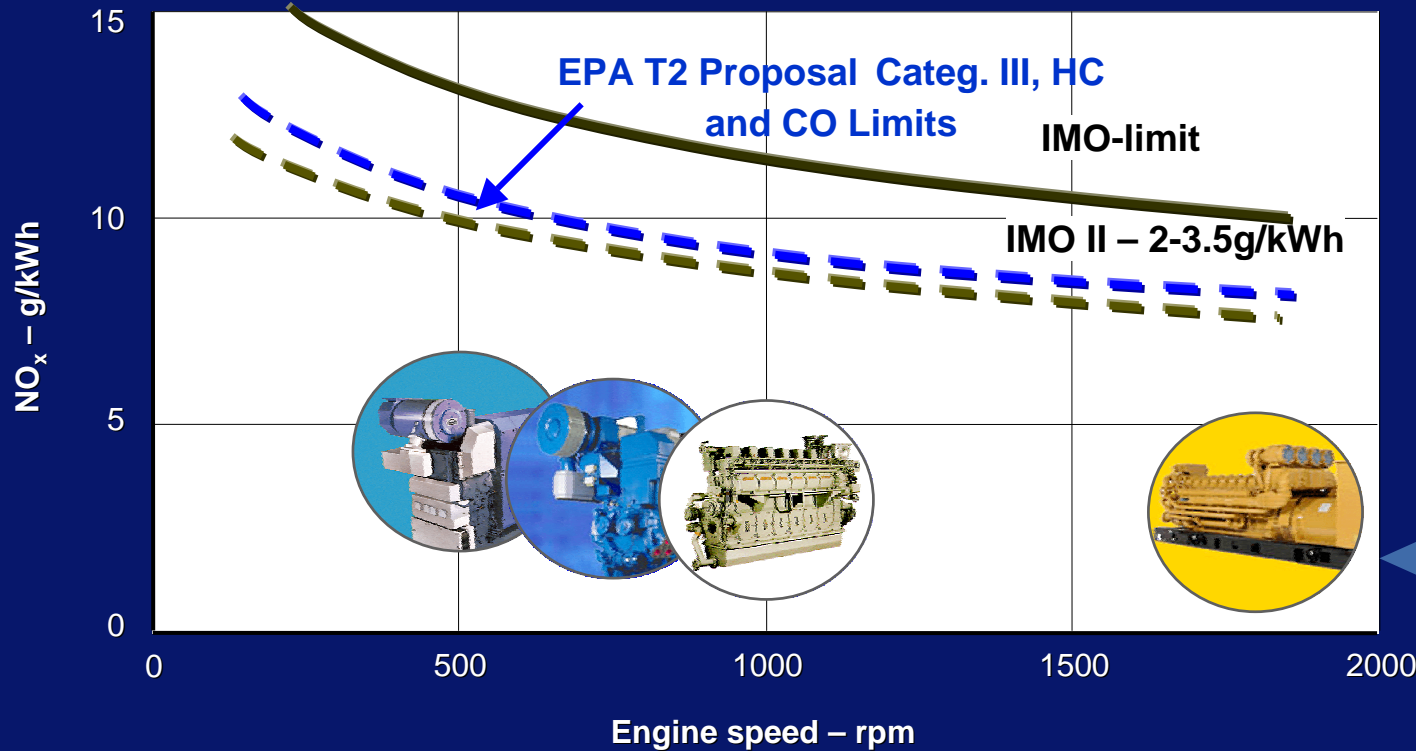 15
EPA T2 Proposal Categ. III, HC
and CO Limits
IMO-limit
10
IMO II – 2-3.5g/kWh
NOx – g/kWh
5
0
0 500 1000 1500 2000
Engine speed – rpm